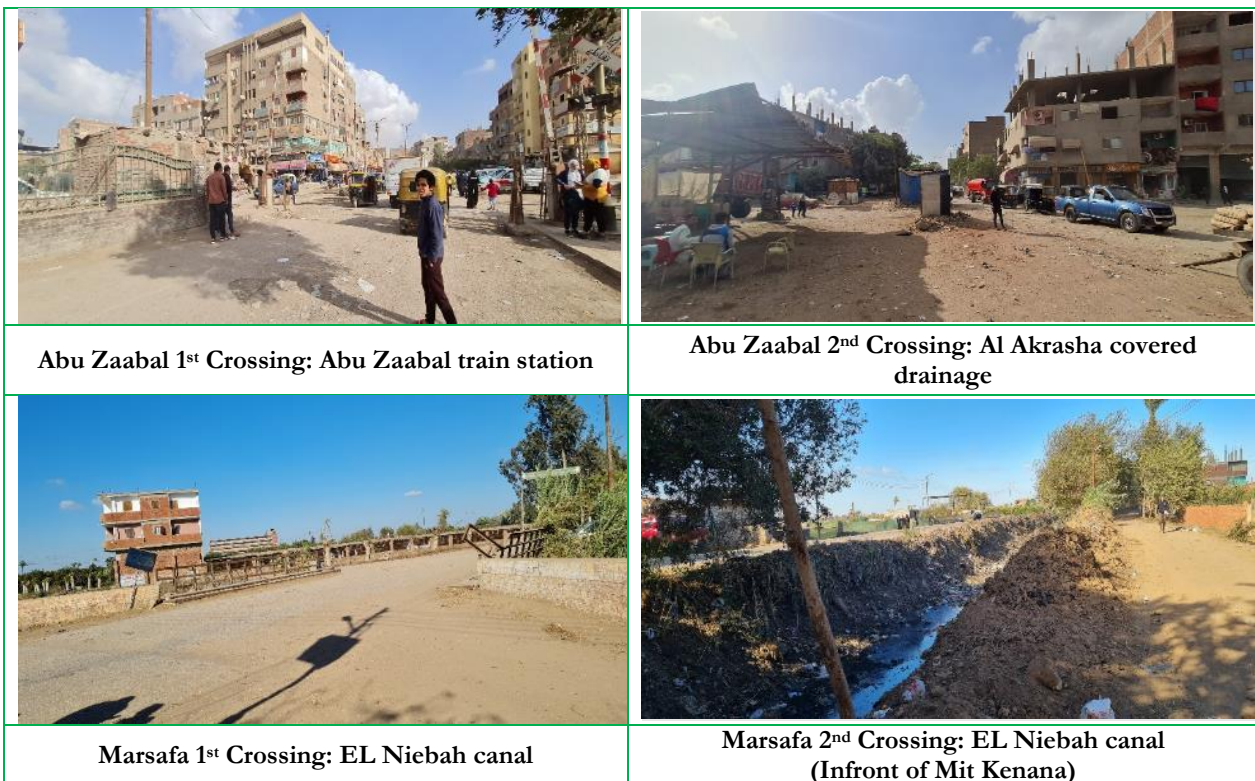 Abu Zaabal 1st Crossing: Abu Zaabal train station
Abu Zaabal 2nd Crossing: Al Akrasha covered
drainage
Marsafa 1st Crossing: EL Niebah canal
Marsafa 2nd Crossing: EL Niebah canal
(Infront of Mit Kenana)